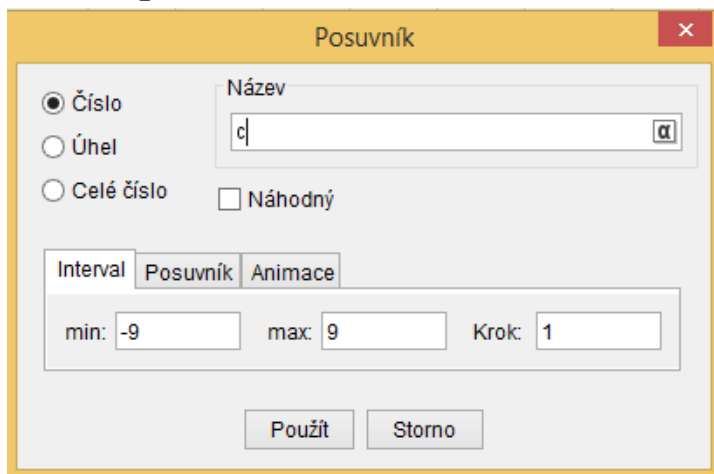 Posuvník
Číslo
Název
c
α
Úhel
Celé číslo
Náhodný
Interval Posuvník Animace
min: -9 max: 9 Krok: 1
Použít Storno